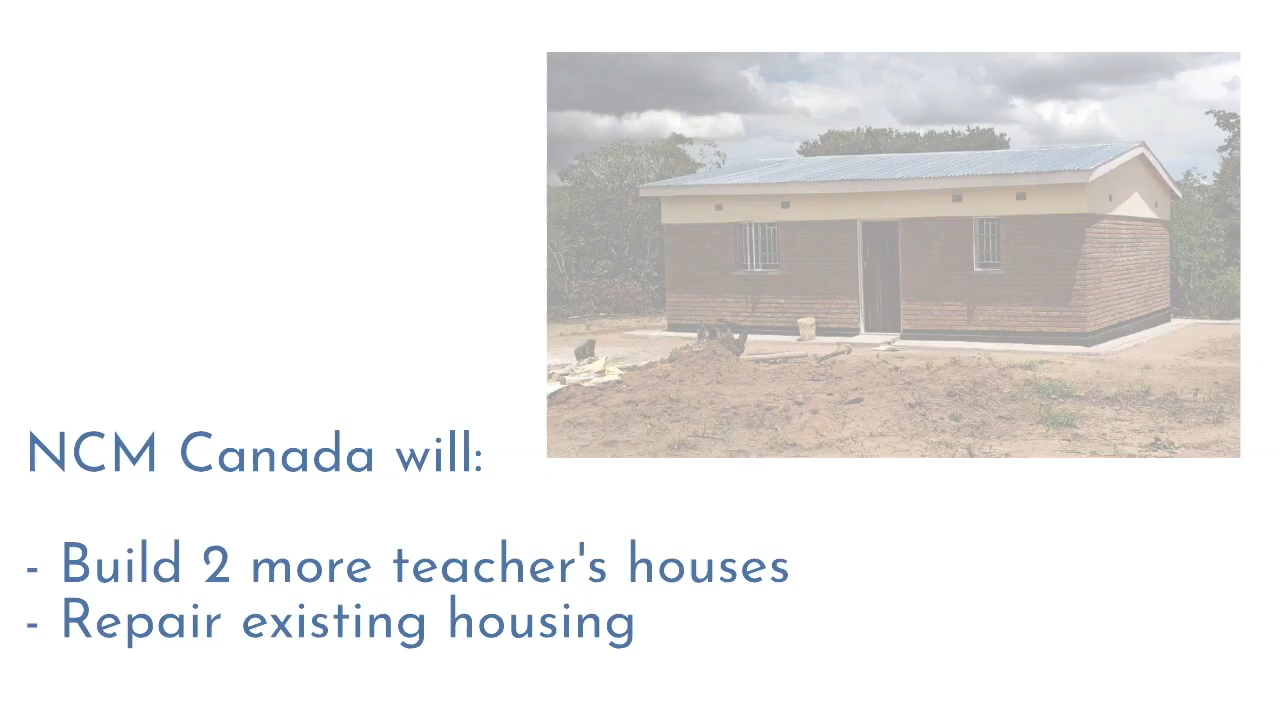 NCM Canada will:
- Build 2 more teacher's houses
- Repair existing housing